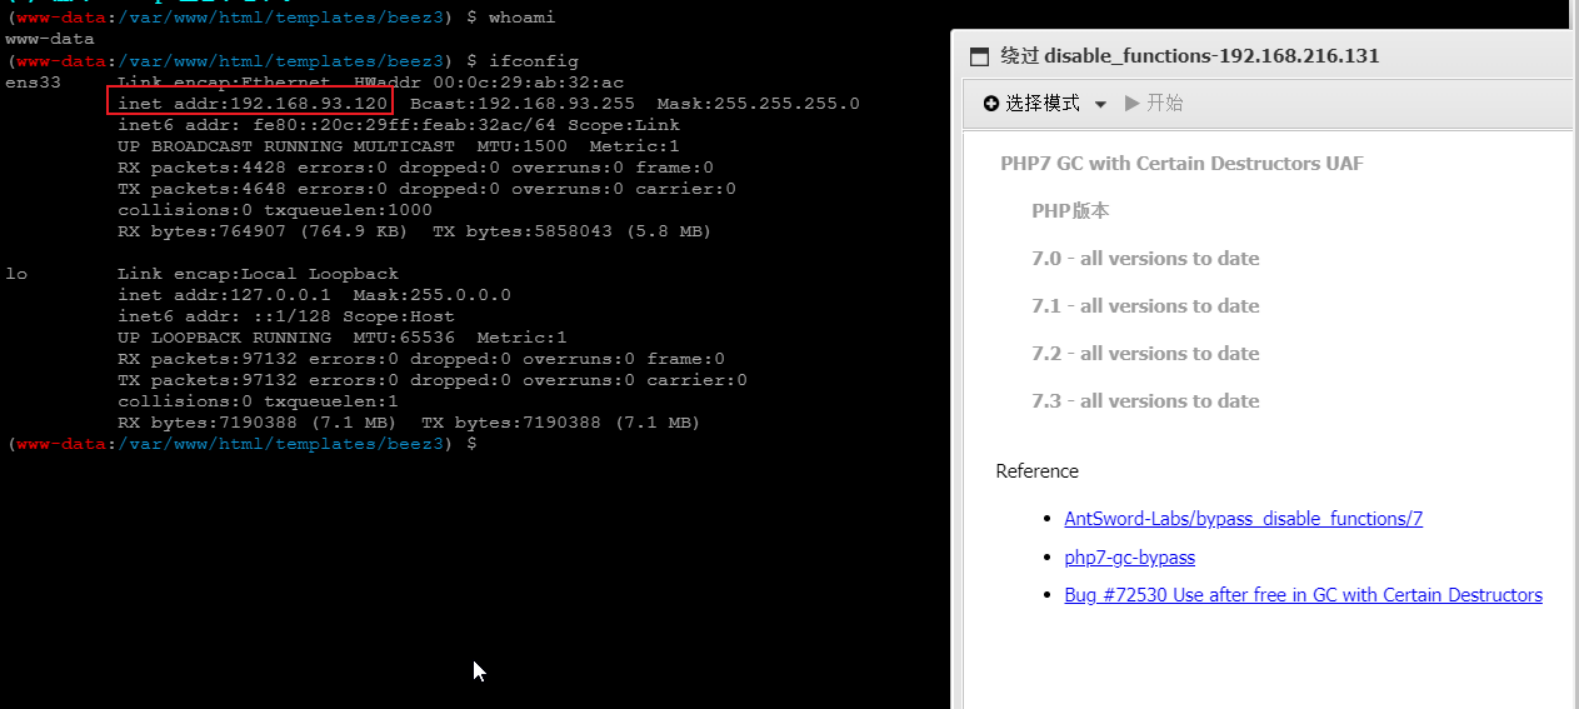 (www-data:/var/www/html/templates/beez3) $ whoami
www-data
(www-data:/var/www/html/templates/beez3) $ ifconfig
ens33     Link encap:Ethernet  HWaddr 00:0c:29:ab:32:ac
          inet addr:192.168.93.120  Bcast:192.168.93.255  Mask:255.255.255.0
          inet6 addr: fe80::20c:29ff:feab:32ac/64 Scope:Link
          UP BROADCAST RUNNING MULTICAST  MTU:1500  Metric:1
          RX packets:4428 errors:0 dropped:0 overruns:0 frame:0
          TX packets:4648 errors:0 dropped:0 overruns:0 carrier:0
          collisions:0 txqueuelen:1000
          RX bytes:764907 (764.9 KB)  TX bytes:5858043 (5.8 MB)
lo        Link encap:Local Loopback
          inet addr:127.0.0.1  Mask:255.0.0.0
          inet6 addr: ::1/128 Scope:Host
          UP LOOPBACK RUNNING  MTU:65536  Metric:1
          RX packets:97132 errors:0 dropped:0 overruns:0 frame:0
          TX packets:97132 errors:0 dropped:0 overruns:0 carrier:0
          collisions:0 txqueuelen:1
          RX bytes:7190388 (7.1 MB)  TX bytes:7190388 (7.1 MB)
(www-data:/var/www/html/templates/beez3) $
绕过 disable_functions-192.168.216.131
选择模式 开始
PHP7 GC with Certain Destructors UAF
PHP版本
7.0 - all versions to date
7.1 - all versions to date
7.2 - all versions to date
7.3 - all versions to date
Reference
AntSword-Labs/bypass_disable_functions/7
php7-gc-bypass
Bug #72530 Use after free in GC with Certain Destructors